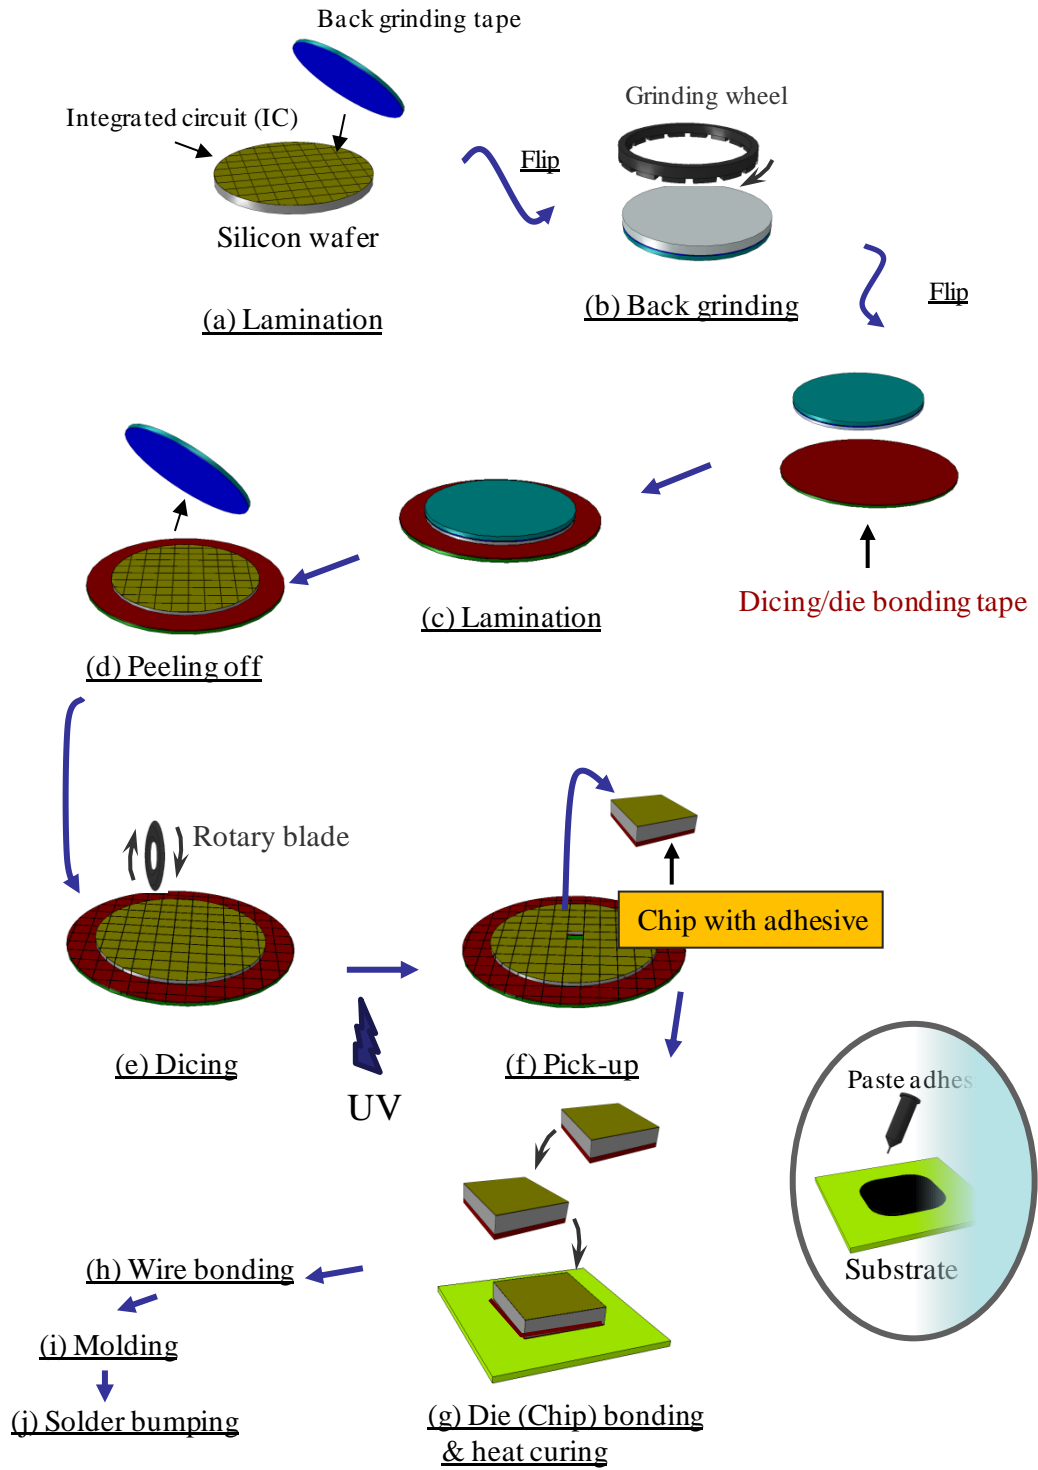 Back grinding tape
Integrated circuit (IC)
Silicon wafer
(a) Lamination
Flip
Grinding wheel
(b) Back grinding
Flip
Dicing/die bonding tape
(c) Lamination
(d) Peeling off
Rotary blade
(e) Dicing
UV
Chip with adhesive
(f) Pick-up
Paste adhes
Substrate
(g) Die (Chip) bonding
& heat curing
(h) Wire bonding
(i) Molding
(j) Solder bumping